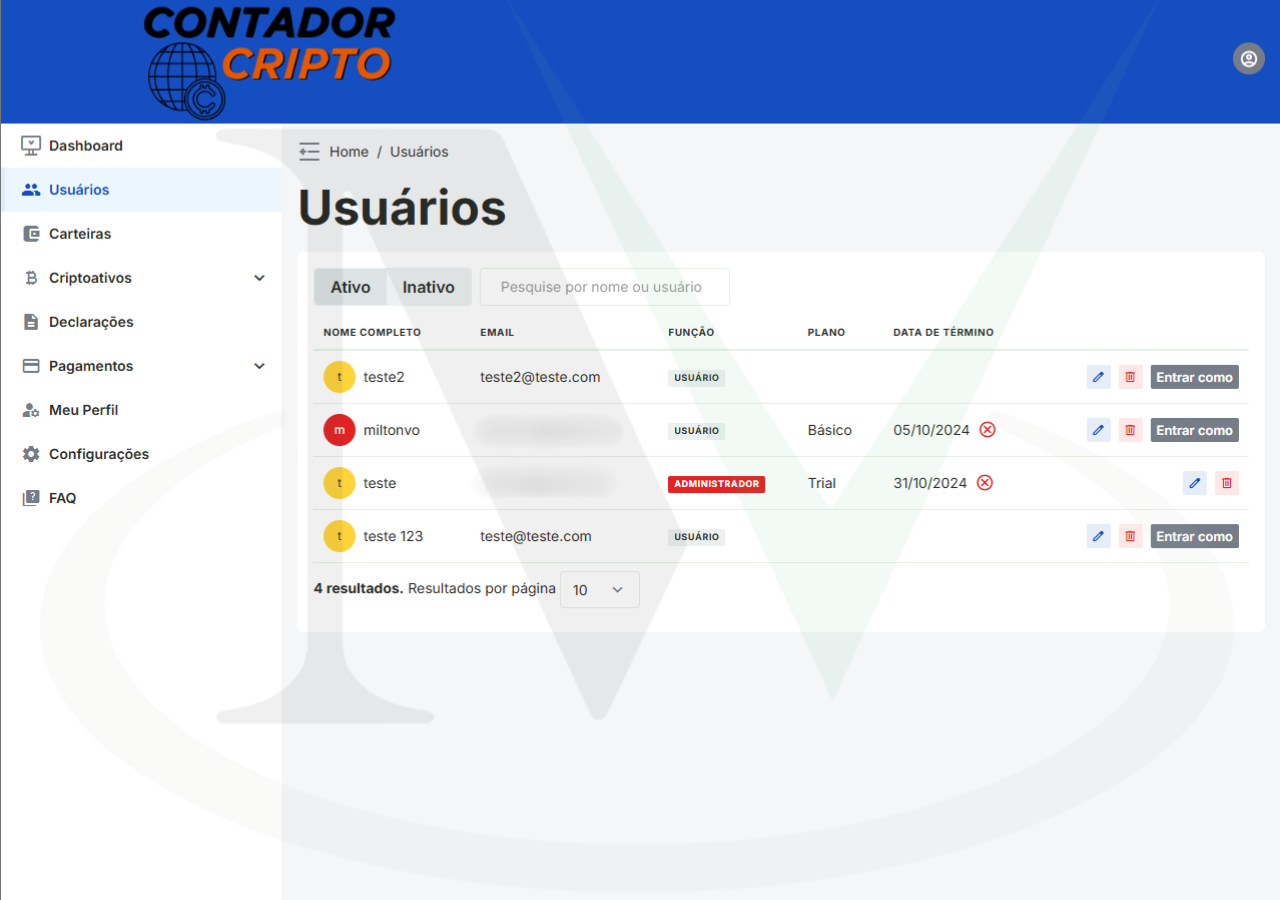 CONTADOR
CRIPTO
Dashboard
Usuários
Carteiras
Criptoativos
Declarações
Pagamentos
Meu Perfil
Configurações
FAQ
Home / Usuários
Usuários
Ativo Inativo Pesquise por nome ou usuário
NOME COMPLETO EMAIL FUNÇÃO PLANO DATA DE TÉRMINO
t teste2 teste2@teste.com USUÁRIO Entrar como
m miltonvo USUÁRIO Básico 05/10/2024 Entrar como
t teste ADMINISTRADOR Trial 31/10/2024
t teste 123 teste@teste.com USUÁRIO Entrar como
4 resultados. Resultados por página 10